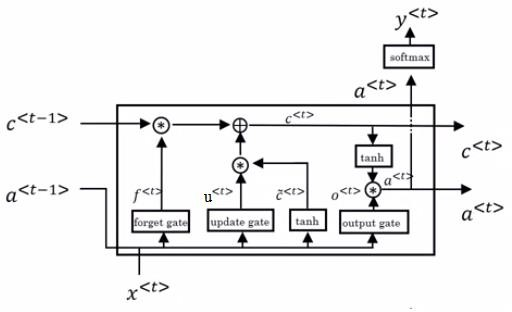 y<t>
softmax
a<t>
c<t-1>
c<t>
tanh
c<t>
a<t-1>
f<t>
u<t>
c̃<t>
o<t>
a<t>
a<t>
forget gate
update gate
tanh
output gate
x<t>